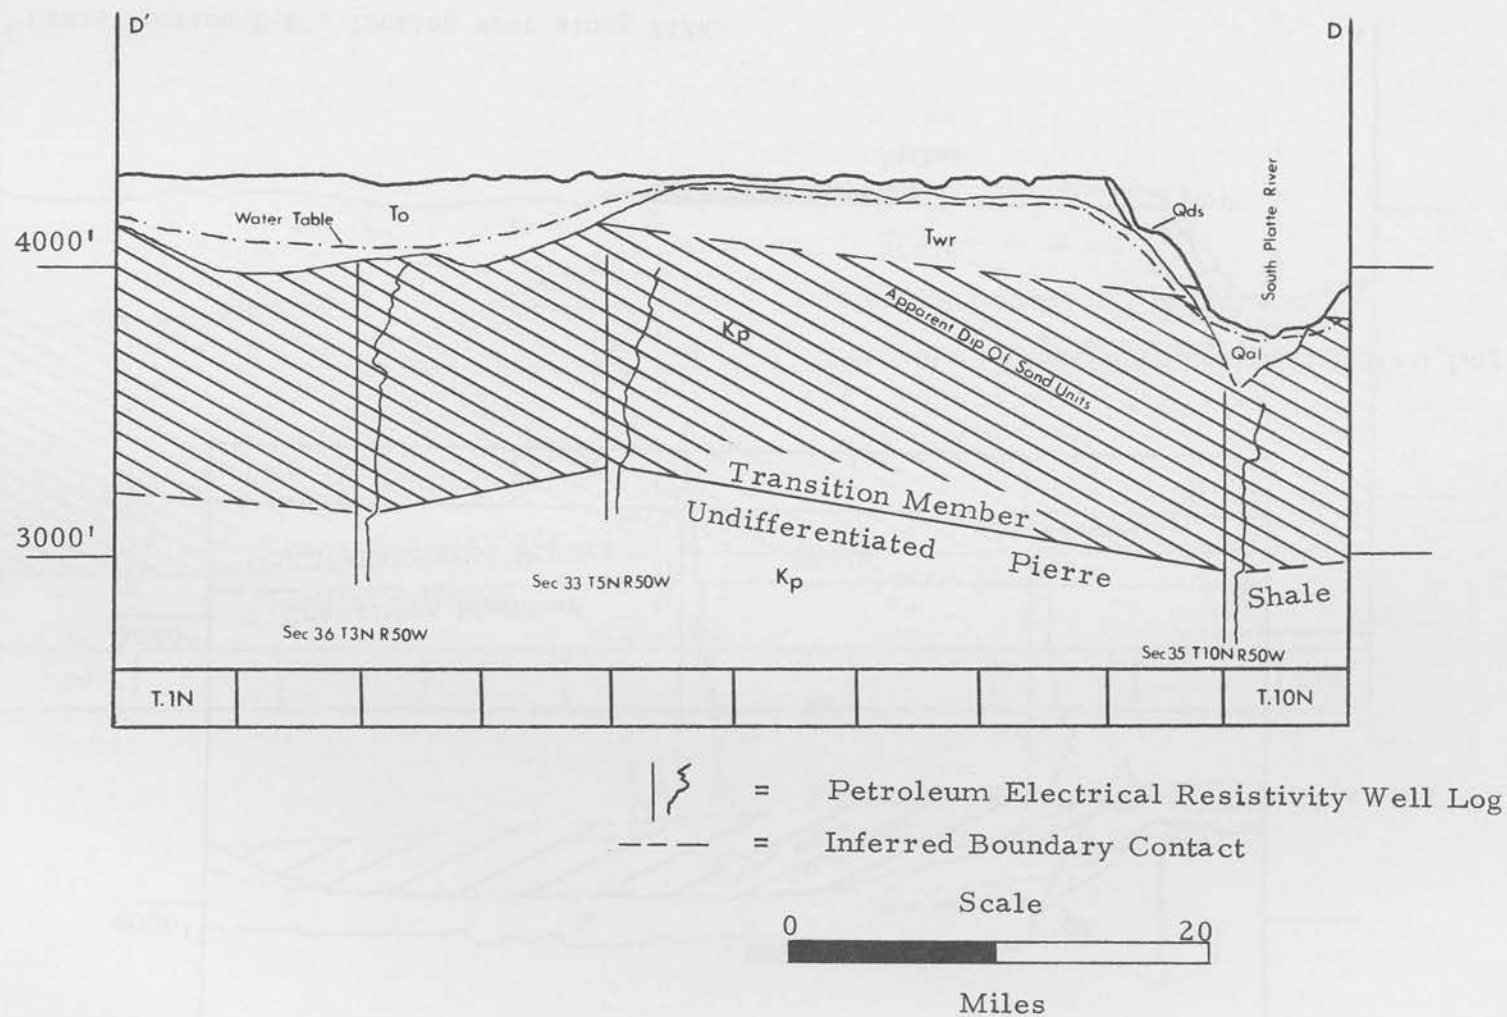 D'
D
South Platte River
Qds
Water Table
To
4000'
Twr
Kp
Apparent Dip Of Sand Units
Qal
Transition Member
Undifferentiated
Pierre
Shale
3000'
Kp
Sec 33 T5N R50W
Sec 36 T3N R50W
Sec 35 T10N R50W
T.1N
T.10N
= Petroleum Electrical Resistivity Well Log
= Inferred Boundary Contact
Scale
0 20
Miles